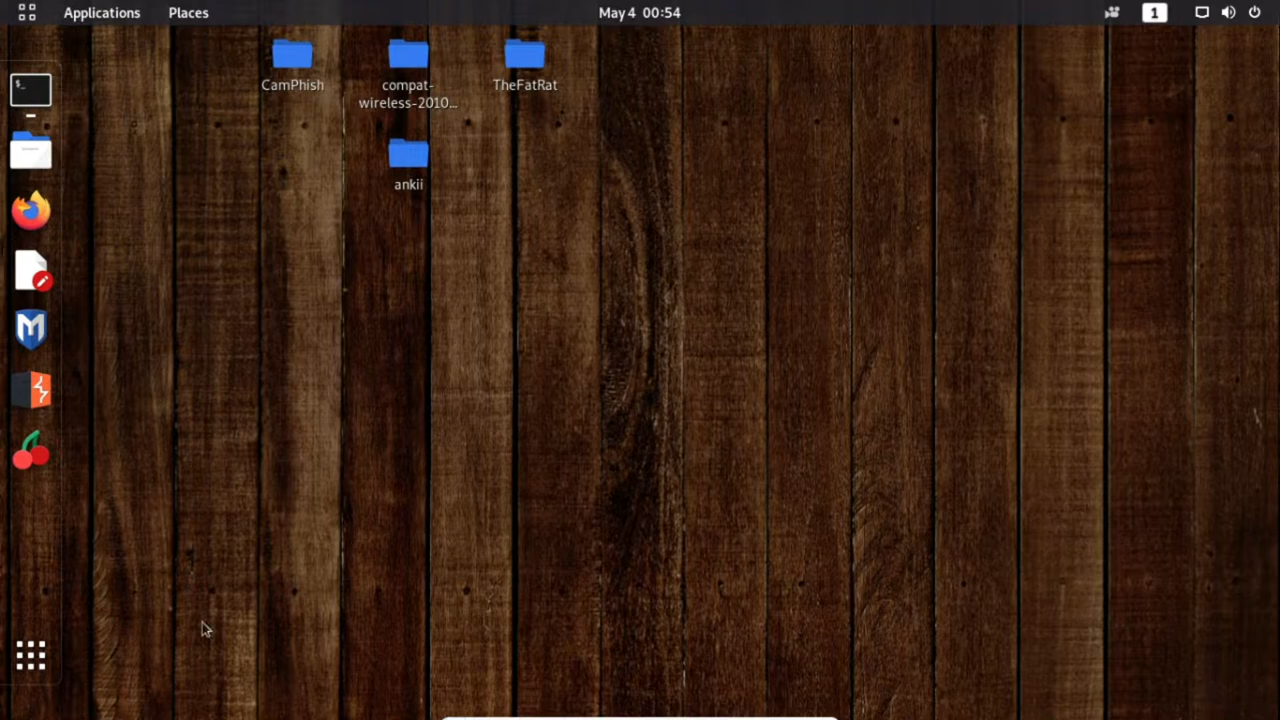 Applications Places May 4 00:54 1
$_
CamPhish compat- TheFatRat
wireless-2010...
ankii